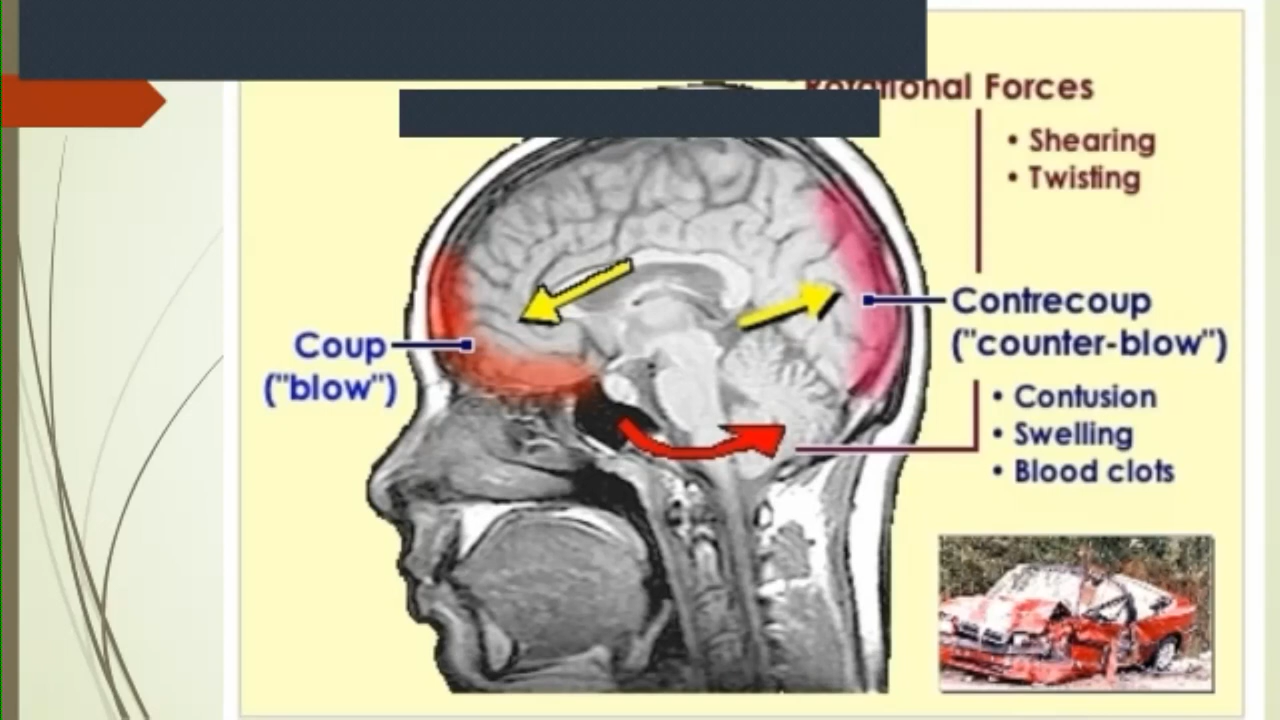 Rotational Forces
• Shearing
• Twisting
Contrecoup
("counter-blow")
• Contusion
• Swelling
• Blood clots
Coup
("blow")